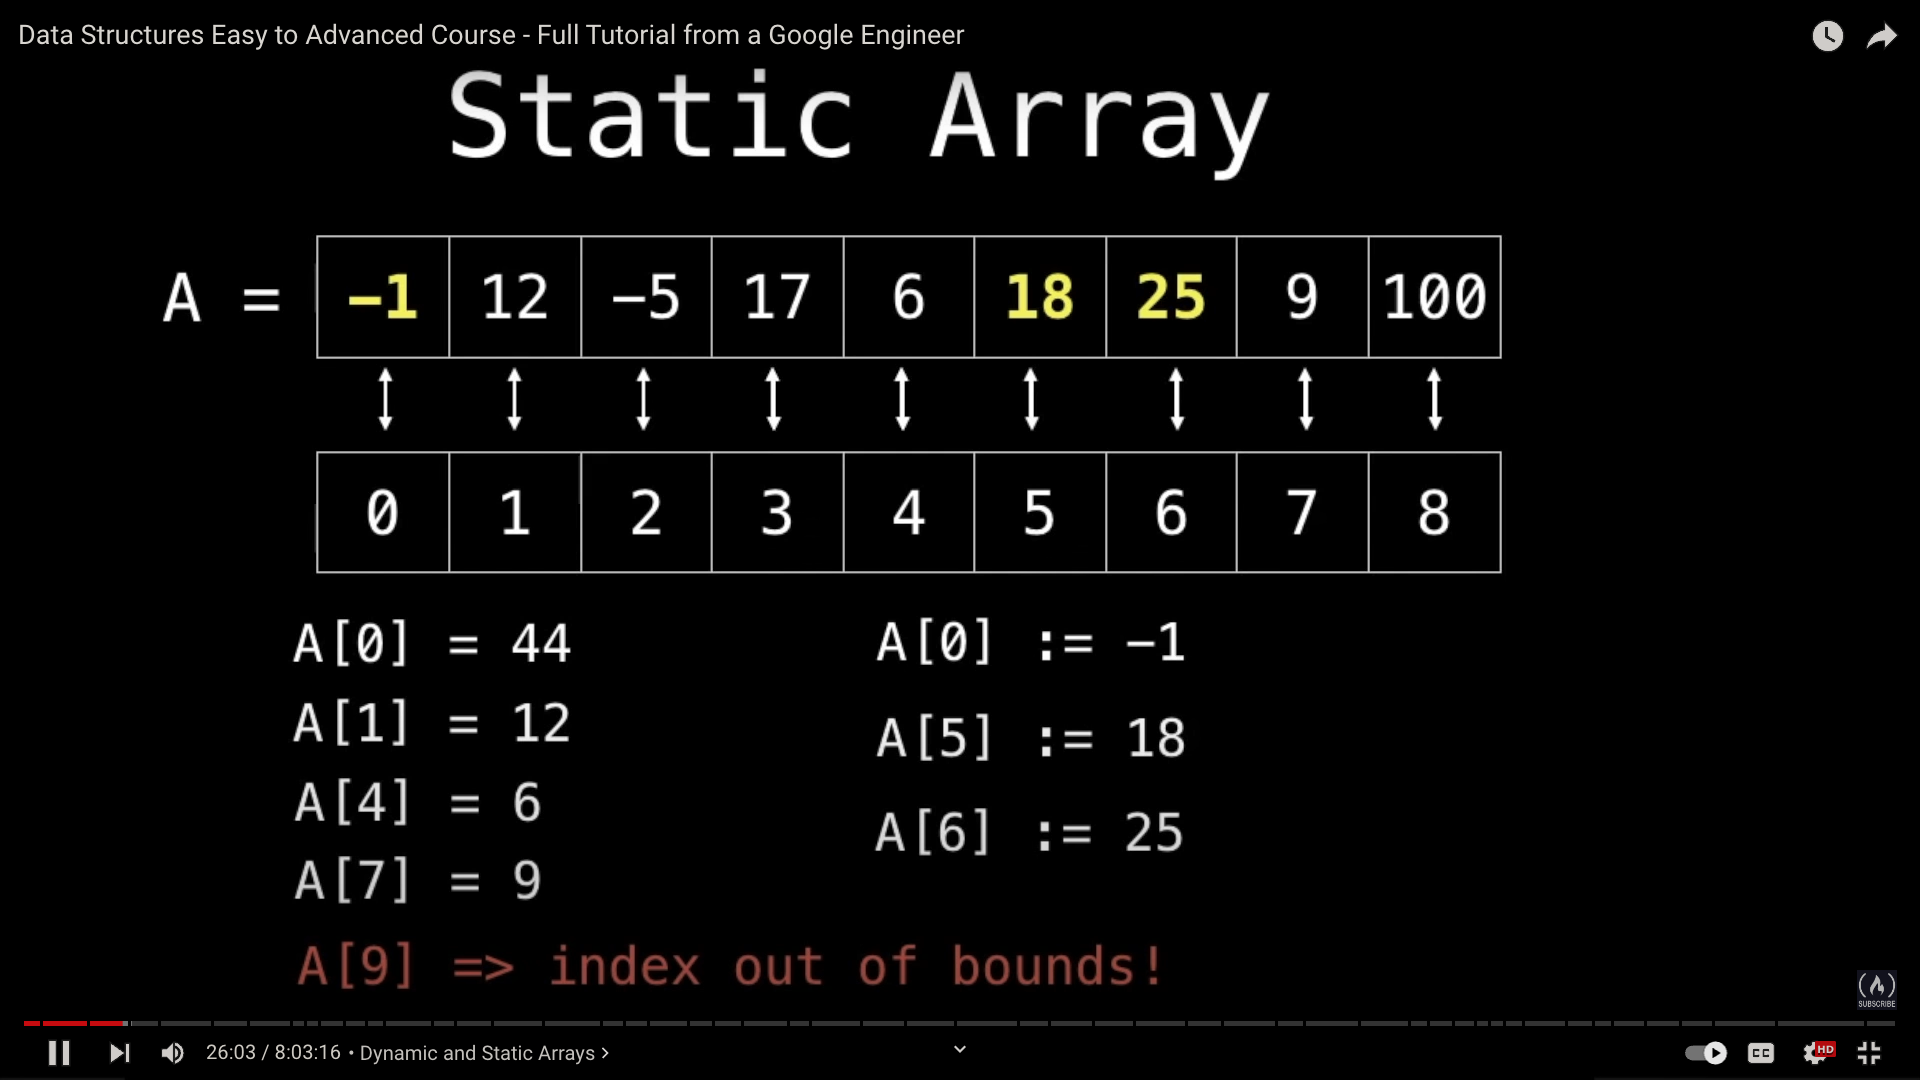 Data Structures Easy to Advanced Course - Full Tutorial from a Google Engineer
Static Array
A = −1 12 −5 17 6 18 25 9 100
0 1 2 3 4 5 6 7 8
A[0] = 44
A[1] = 12
A[4] = 6
A[7] = 9
A[9] => index out of bounds!
A[0] := −1
A[5] := 18
A[6] := 25
SUBSCRIBE
26:03 / 8:03:16 • Dynamic and Static Arrays >
CC
HD